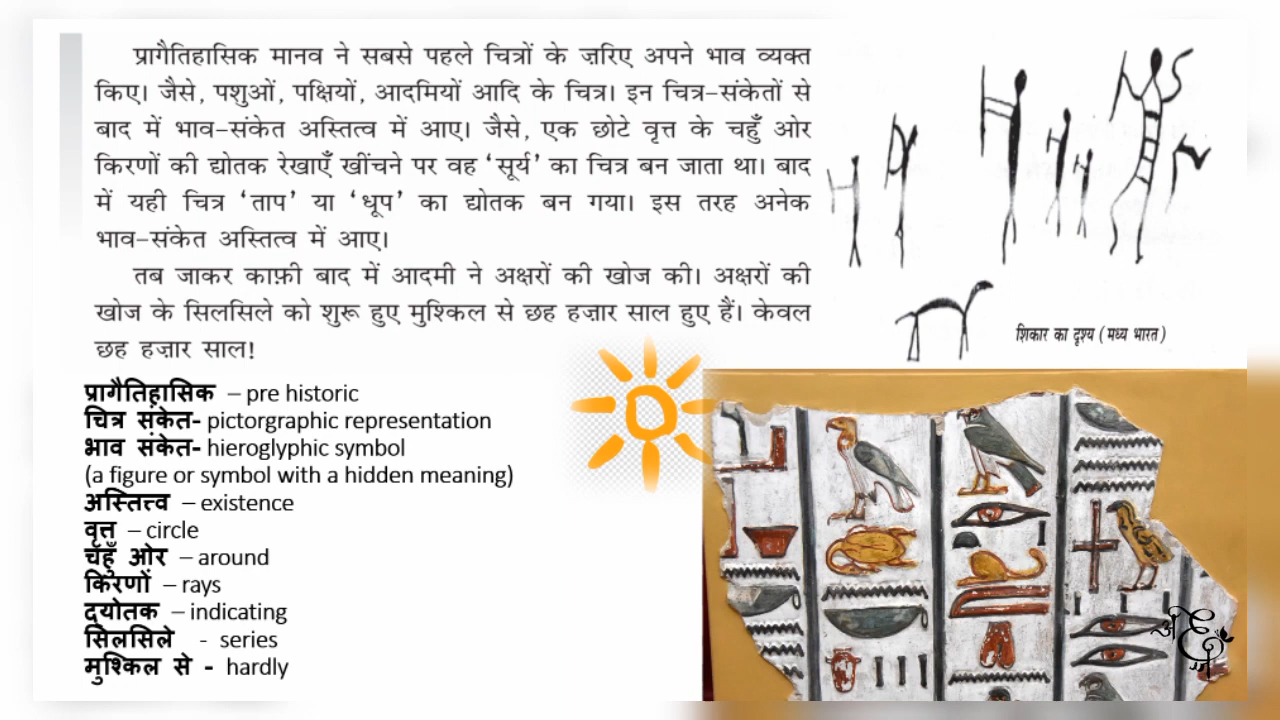 प्रागैतिहासिक मानव ने सबसे पहले चित्रों के ज़रिए अपने भाव व्यक्त
किए। जैसे, पशुओं, पक्षियों, आदमियों आदि के चित्र। इन चित्र-संकेतों से
बाद में भाव-संकेत अस्तित्व में आए। जैसे, एक छोटे वृत्त के चहुँ ओर
किरणों की द्योतक रेखाएँ खींचने पर वह ‘सूर्य’ का चित्र बन जाता था। बाद
में यही चित्र ‘ताप’ या ‘धूप’ का द्योतक बन गया। इस तरह अनेक
भाव-संकेत अस्तित्व में आए।
तब जाकर काफ़ी बाद में आदमी ने अक्षरों की खोज की। अक्षरों की
खोज के सिलसिले को शुरू हुए मुश्किल से छह हज़ार साल हुए हैं। केवल
छह हज़ार साल!
शिकार का दृश्य (मध्य भारत)
प्रागैतिहासिक – pre historic
चित्र संकेत- pictorgraphic representation
भाव संकेत- hieroglyphic symbol
(a figure or symbol with a hidden meaning)
अस्तित्त्व – existence
वृत्त – circle
चहुँ ओर – around
किरणों – rays
द्योतक – indicating
सिलसिले - series
मुश्किल से - hardly